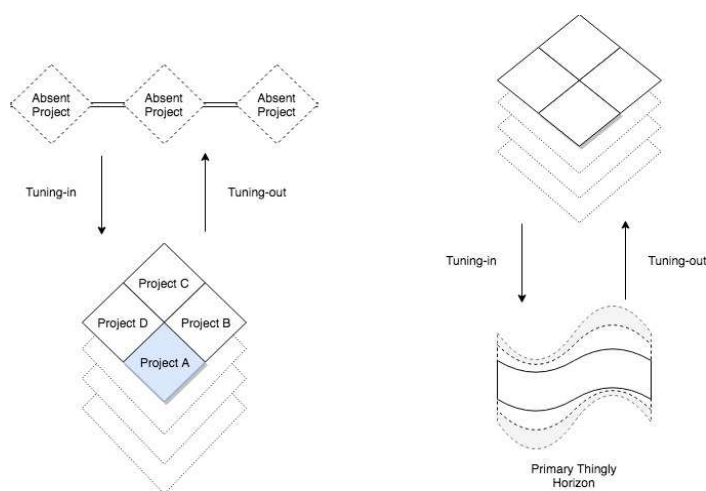 Absent
Project
Absent
Project
Absent
Project
Tuning-in
Tuning-out
Project C
Project D
Project B
Project A
Tuning-in
Tuning-out
Primary Thingly
Horizon